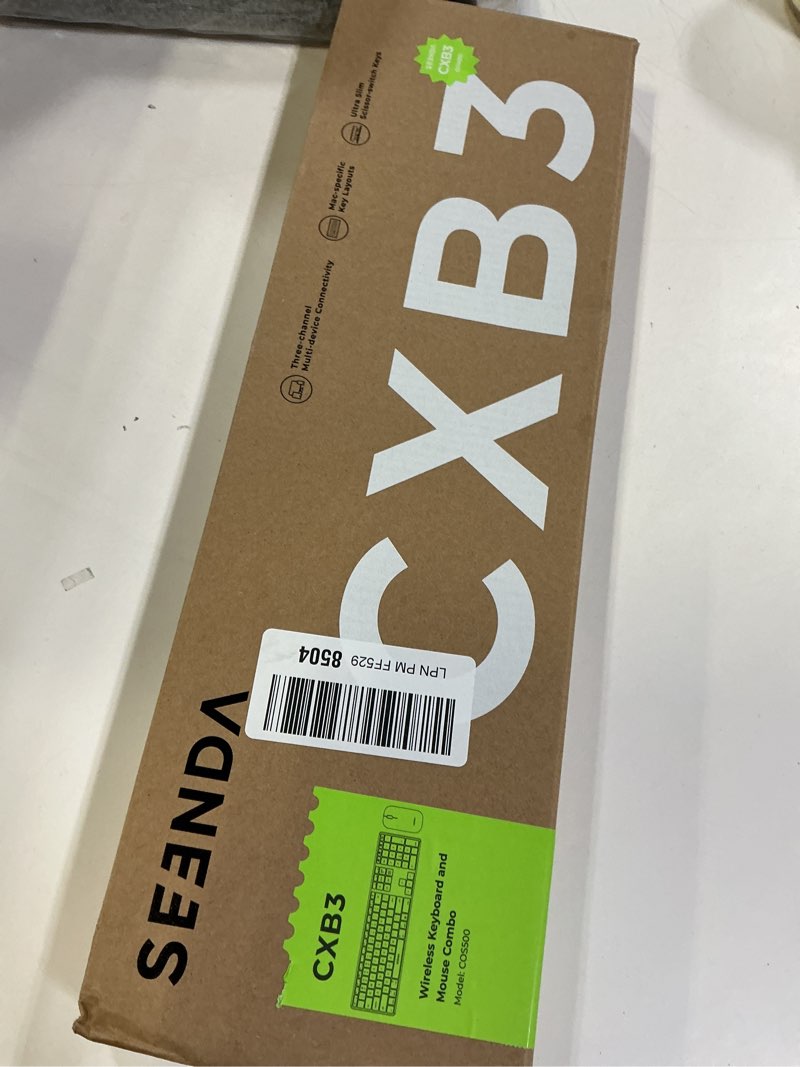 SEENDA
CXB3
Three-channel
Multi-device Connectivity
Mac-specific
Key Layouts
Ultra Slim
Scissor-switch Keys
CXB3
LPN PM FF529 8504
CXB3
Wireless Keyboard and
Mouse Combo
Model: COS500